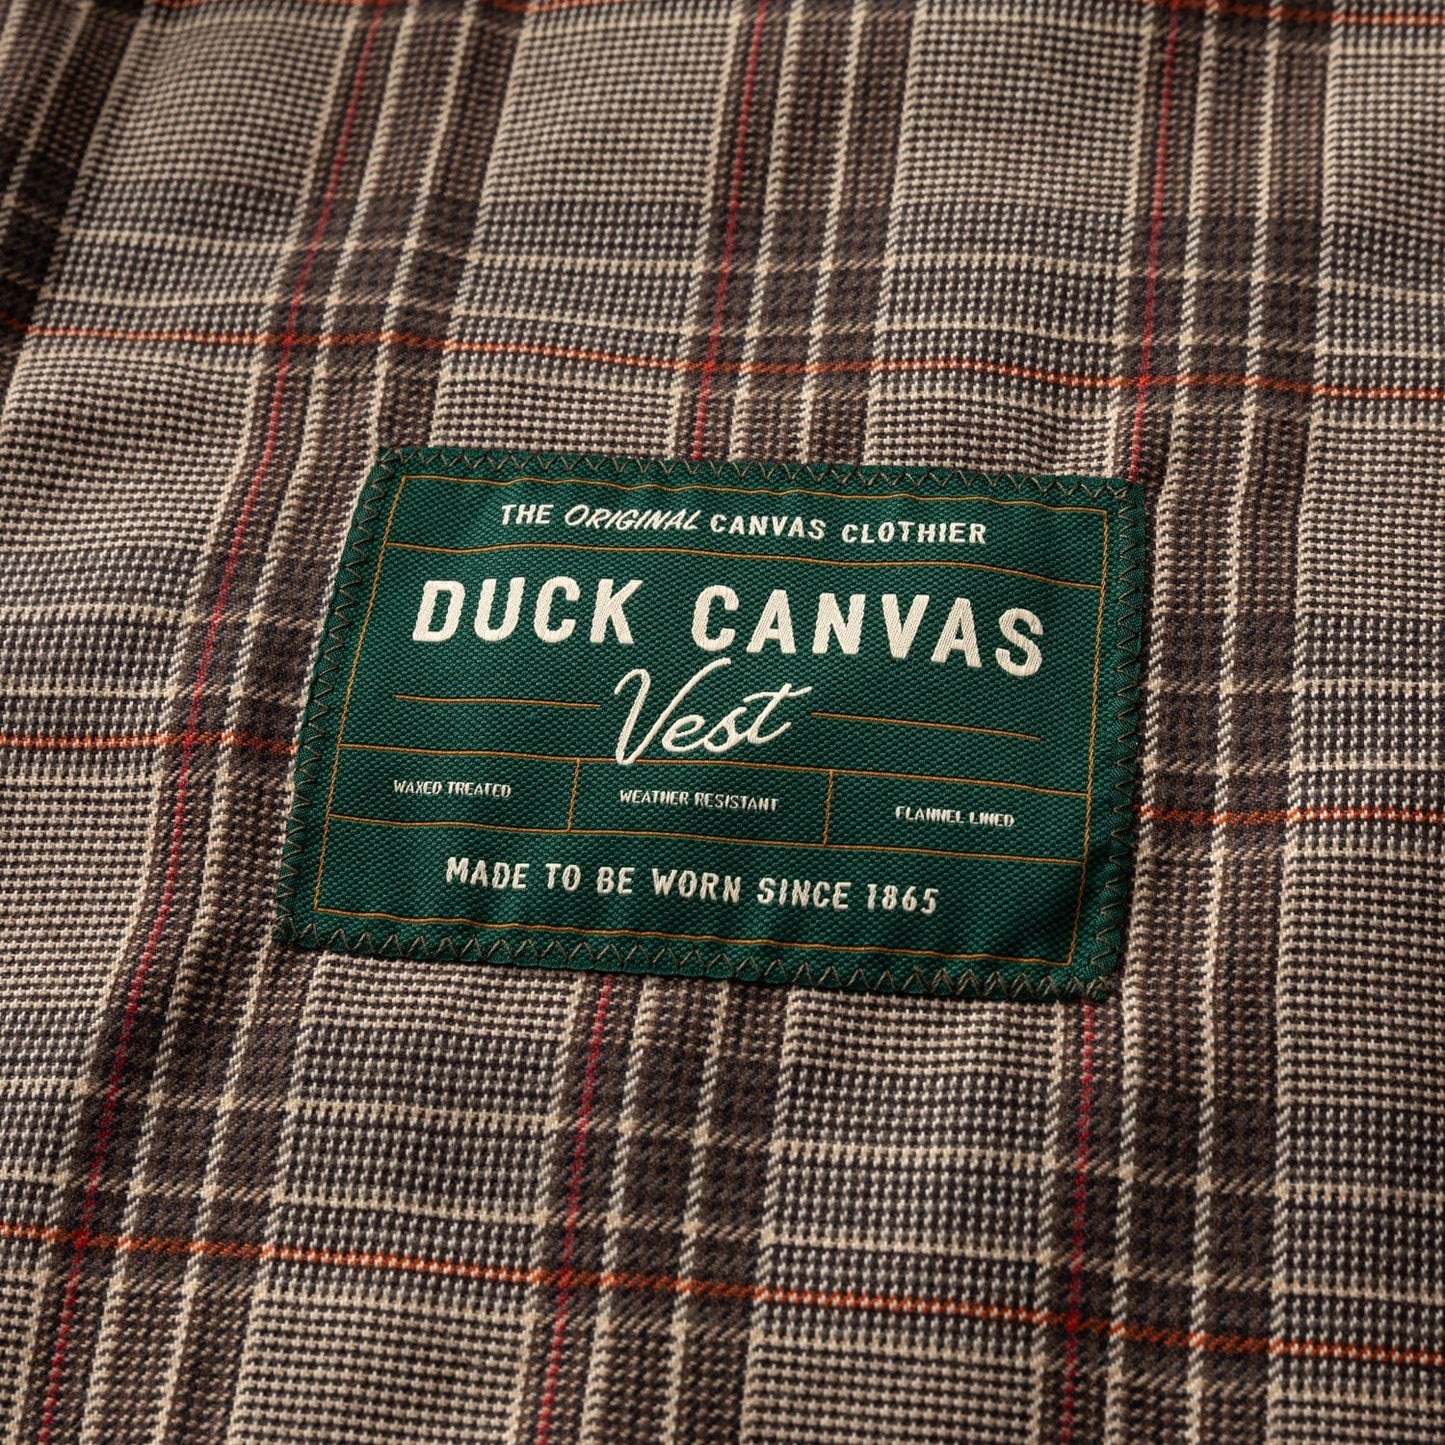 THE ORIGINAL CANVAS CLOTHIER
DUCK CANVAS
Vest
WAXED TREATED
WEATHER RESISTANT
FLANNEL LINED
MADE TO BE WORN SINCE 1865